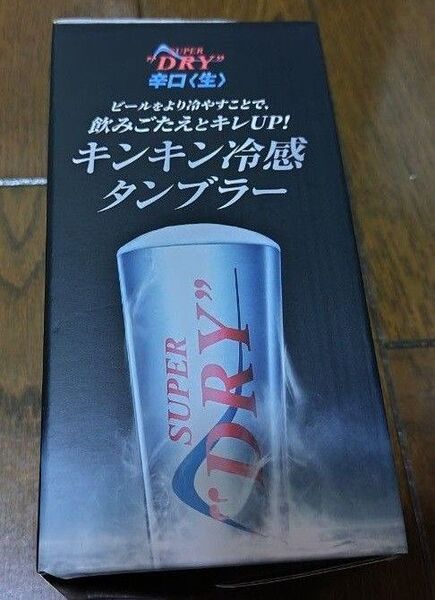 SUPER
"DRY"
辛口〈生〉
ビールをより冷やすことで、
飲みごたえとキレUP!
キンキン冷感
タンブラー
SUPER
"DRY"